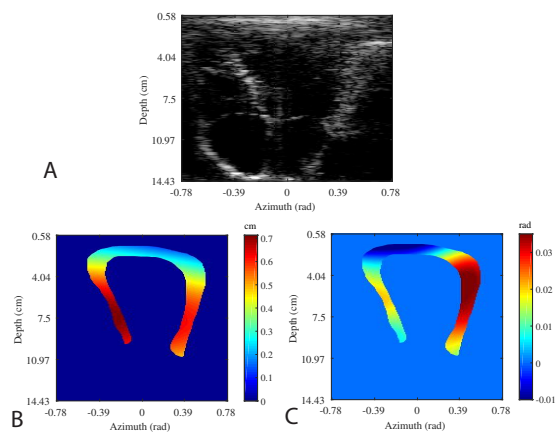 0.58
4.04
7.5
10.97
14.43
Depth (cm)
-0.78 -0.39 0 0.39 0.78
Azimuth (rad)
A
cm
0.58
4.04
7.5
10.97
14.43
Depth (cm)
-0.78 -0.39 0 0.39 0.78
Azimuth (rad)
0.7
0.6
0.5
0.4
0.3
0.2
0.1
0
B
rad
0.58
4.04
7.5
10.97
14.43
Depth (cm)
-0.78 -0.39 0 0.39 0.78
Azimuth (rad)
0.03
0.02
0.01
0
-0.01
C